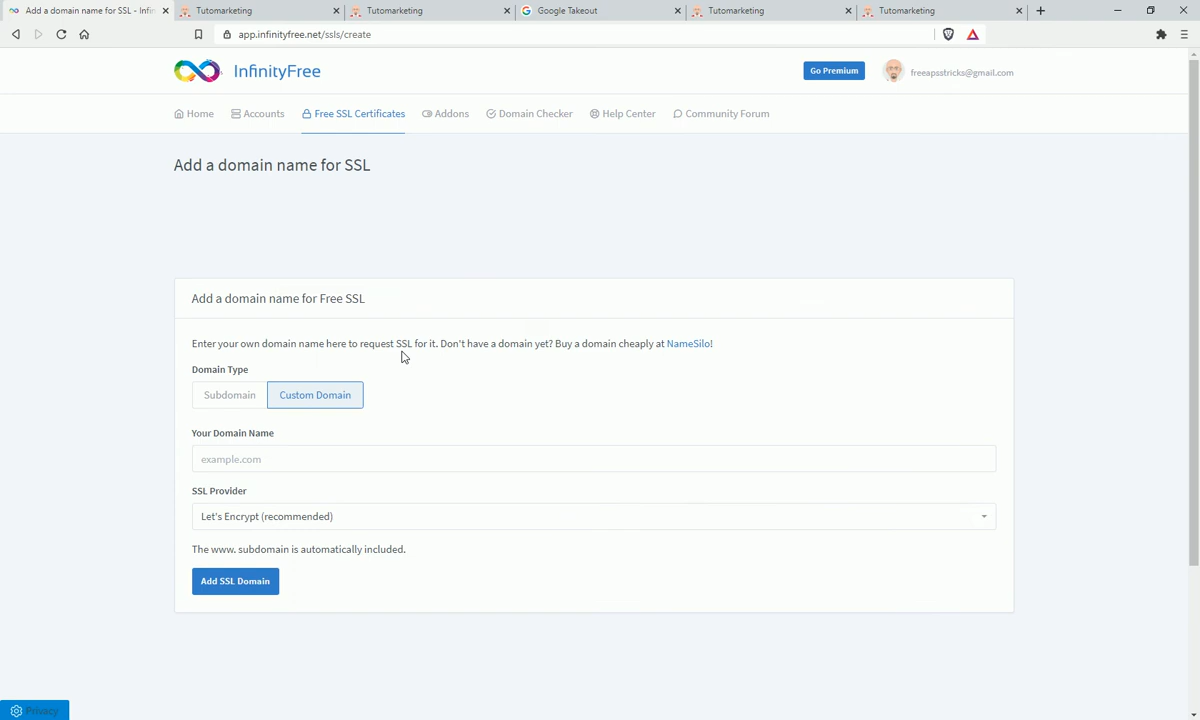 Add a domain name for SSL - Infin
Tutomarketing
Tutomarketing
Google Takeout
Tutomarketing
Tutomarketing
app.infinityfree.net/ssls/create
InfinityFree
Go Premium
freeapsstricks@gmail.com
Home
Accounts
Free SSL Certificates
Addons
Domain Checker
Help Center
Community Forum
Add a domain name for SSL
Add a domain name for Free SSL
Enter your own domain name here to request SSL for it. Don't have a domain yet? Buy a domain cheaply at NameSilo!
Domain Type
Subdomain
Custom Domain
Your Domain Name
example.com
SSL Provider
Let's Encrypt (recommended)
The www. subdomain is automatically included.
Add SSL Domain
Privacy